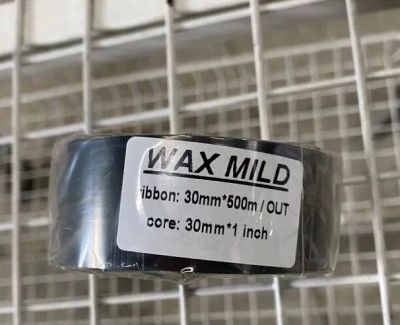 WAX MILD
ribbon: 30mm*500m / OUT
core: 30mm*1 inch